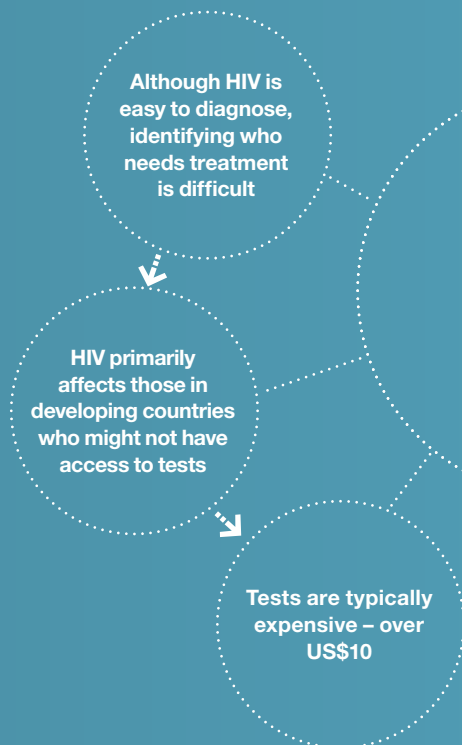 Although HIV is
easy to diagnose,
identifying who
needs treatment
is difficult
HIV primarily
affects those in
developing countries
who might not have
access to tests
Tests are typically
expensive – over
US$10